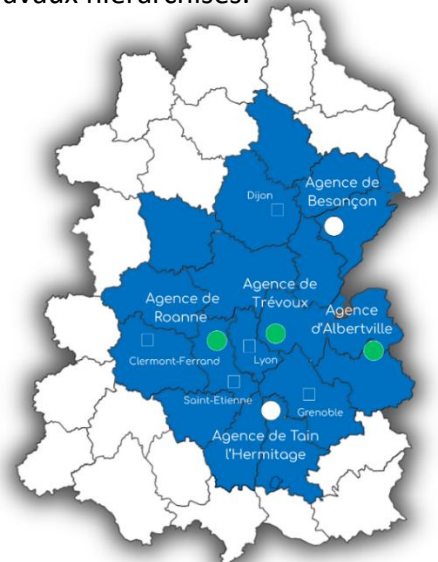 avaux hiérarchisés.
Dijon
Agence de
Besançon
Agence de
Trévoux
Agence de
Roanne
Agence
d'Albertville
Clermont-Ferrand
Lyon
Saint-Etienne
Grenoble
Agence de Tain
l'Hermitage